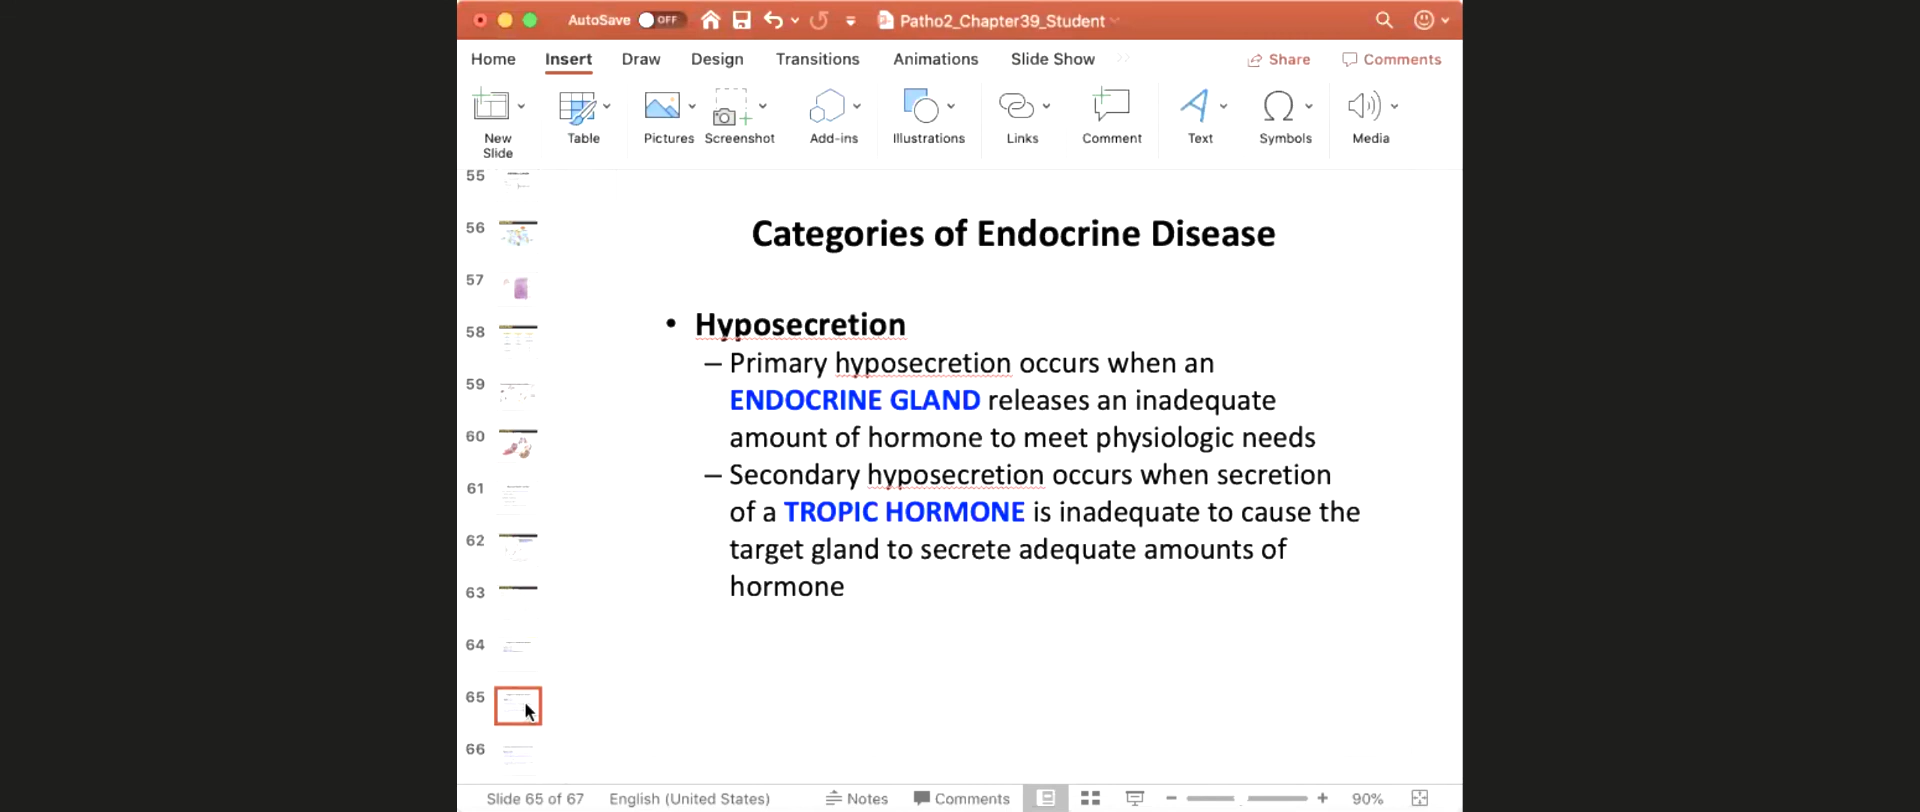 AutoSave OFF Patho2_Chapter39_Student
Home Insert Draw Design Transitions Animations Slide Show Share Comments
New Slide Table Pictures Screenshot Add-ins Illustrations Links Comment Text Symbols Media
55
56
57
58
59
60
61
62
63
64
65
66
Categories of Endocrine Disease
• Hyposecretion
– Primary hyposecretion occurs when an
ENDOCRINE GLAND releases an inadequate
amount of hormone to meet physiologic needs
– Secondary hyposecretion occurs when secretion
of a TROPIC HORMONE is inadequate to cause the
target gland to secrete adequate amounts of
hormone
Slide 65 of 67 English (United States) Notes Comments 90%